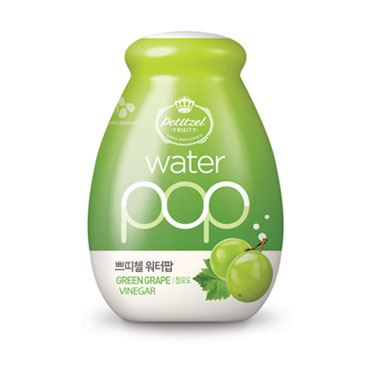 Petitzel
FRUITY
water
pop
쁘띠첼 워터팝
GREEN GRAPE | 청포도
VINEGAR